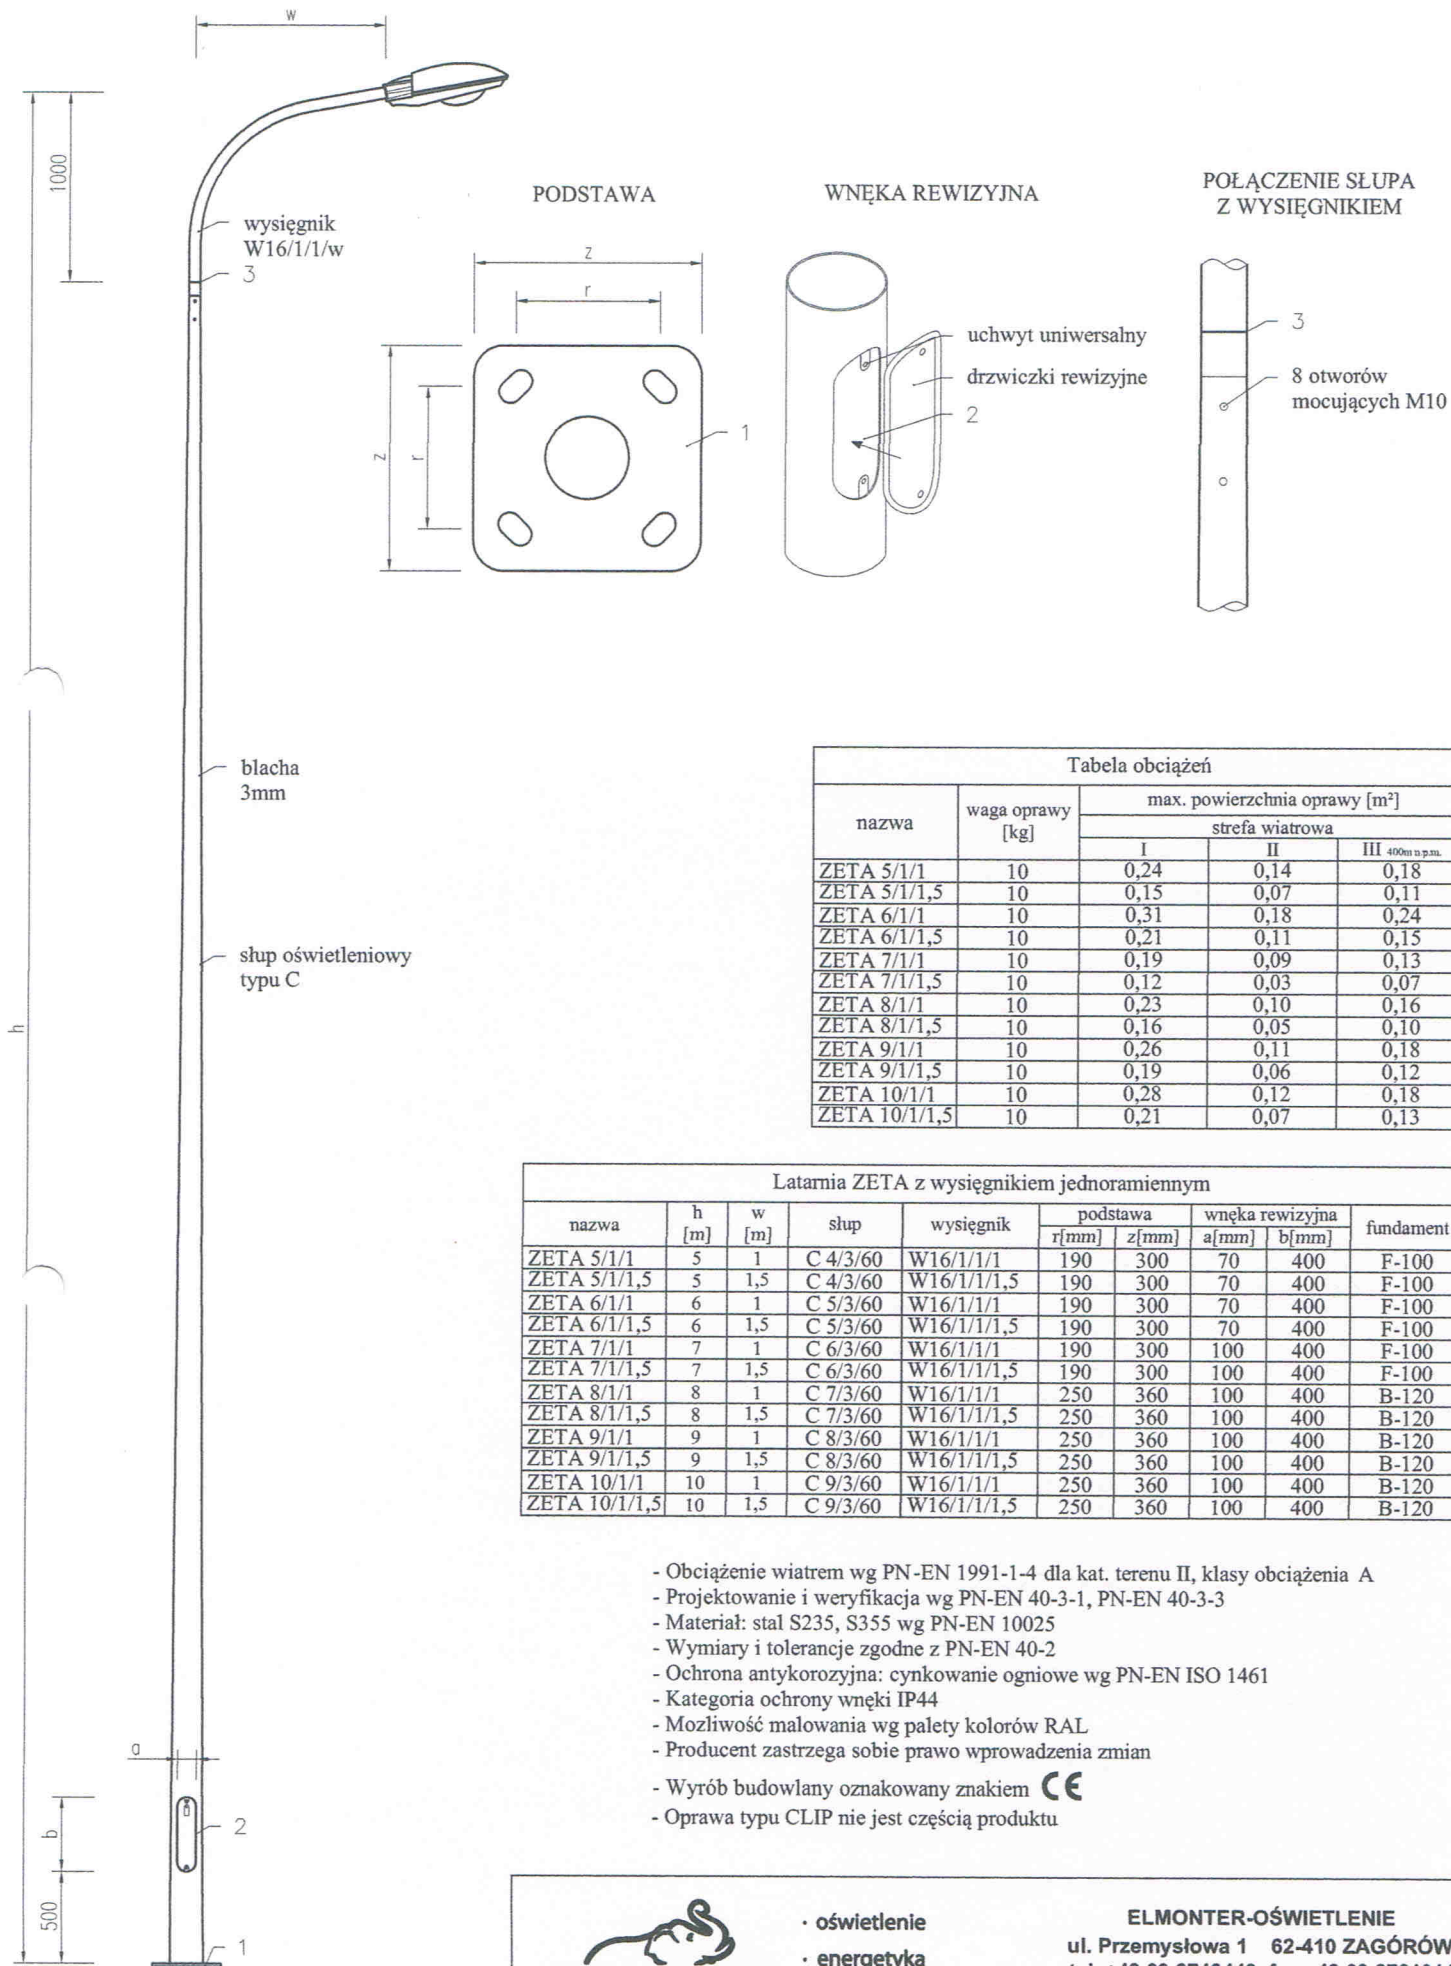 w
1000
wysięgnik
W16/1/1/w
3
PODSTAWA
z
r
z
r
1
WNĘKA REWIZYJNA
uchwyt uniwersalny
drzwiczki rewizyjne
2
POŁĄCZENIE SŁUPA
Z WYSIĘGNIKIEM
3
8 otworów
mocujących M10
blacha
3mm
słup oświetleniowy
typu C
h
Tabela obciążeń
nazwa waga oprawy [kg] max. powierzchnia oprawy [m²]
strefa wiatrowa
I II III 400m n.p.m.
ZETA 5/1/1 10 0,24 0,14 0,18
ZETA 5/1/1,5 10 0,15 0,07 0,11
ZETA 6/1/1 10 0,31 0,18 0,24
ZETA 6/1/1,5 10 0,21 0,11 0,15
ZETA 7/1/1 10 0,19 0,09 0,13
ZETA 7/1/1,5 10 0,12 0,03 0,07
ZETA 8/1/1 10 0,23 0,10 0,16
ZETA 8/1/1,5 10 0,16 0,05 0,10
ZETA 9/1/1 10 0,26 0,11 0,18
ZETA 9/1/1,5 10 0,19 0,06 0,12
ZETA 10/1/1 10 0,28 0,12 0,18
ZETA 10/1/1,5 10 0,21 0,07 0,13
Latarnia ZETA z wysięgnikiem jednoramiennym
nazwa h [m] w [m] słup wysięgnik podstawa wnęka rewizyjna fundament
r[mm] z[mm] a[mm] b[mm]
ZETA 5/1/1 5 1 C 4/3/60 W16/1/1/1 190 300 70 400 F-100
ZETA 5/1/1,5 5 1,5 C 4/3/60 W16/1/1/1,5 190 300 70 400 F-100
ZETA 6/1/1 6 1 C 5/3/60 W16/1/1/1 190 300 70 400 F-100
ZETA 6/1/1,5 6 1,5 C 5/3/60 W16/1/1/1,5 190 300 70 400 F-100
ZETA 7/1/1 7 1 C 6/3/60 W16/1/1/1 190 300 100 400 F-100
ZETA 7/1/1,5 7 1,5 C 6/3/60 W16/1/1/1,5 190 300 100 400 F-100
ZETA 8/1/1 8 1 C 7/3/60 W16/1/1/1 250 360 100 400 B-120
ZETA 8/1/1,5 8 1,5 C 7/3/60 W16/1/1/1,5 250 360 100 400 B-120
ZETA 9/1/1 9 1 C 8/3/60 W16/1/1/1 250 360 100 400 B-120
ZETA 9/1/1,5 9 1,5 C 8/3/60 W16/1/1/1,5 250 360 100 400 B-120
ZETA 10/1/1 10 1 C 9/3/60 W16/1/1/1 250 360 100 400 B-120
ZETA 10/1/1,5 10 1,5 C 9/3/60 W16/1/1/1,5 250 360 100 400 B-120
- Obciążenie wiatrem wg PN-EN 1991-1-4 dla kat. terenu II, klasy obciążenia A
- Projektowanie i weryfikacja wg PN-EN 40-3-1, PN-EN 40-3-3
- Materiał: stal S235, S355 wg PN-EN 10025
- Wymiary i tolerancje zgodne z PN-EN 40-2
- Ochrona antykorozyjna: cynkowanie ogniowe wg PN-EN ISO 1461
- Kategoria ochrony wnęki IP44
- Mozliwość malowania wg palety kolorów RAL
- Producent zastrzega sobie prawo wprowadzenia zmian
- Wyrób budowlany oznakowany znakiem CE
- Oprawa typu CLIP nie jest częścią produktu
a
b
2
500
1
· oświetlenie
· energetyka
ELMONTER-OŚWIETLENIE
ul. Przemysłowa 1 62-410 ZAGÓRÓW